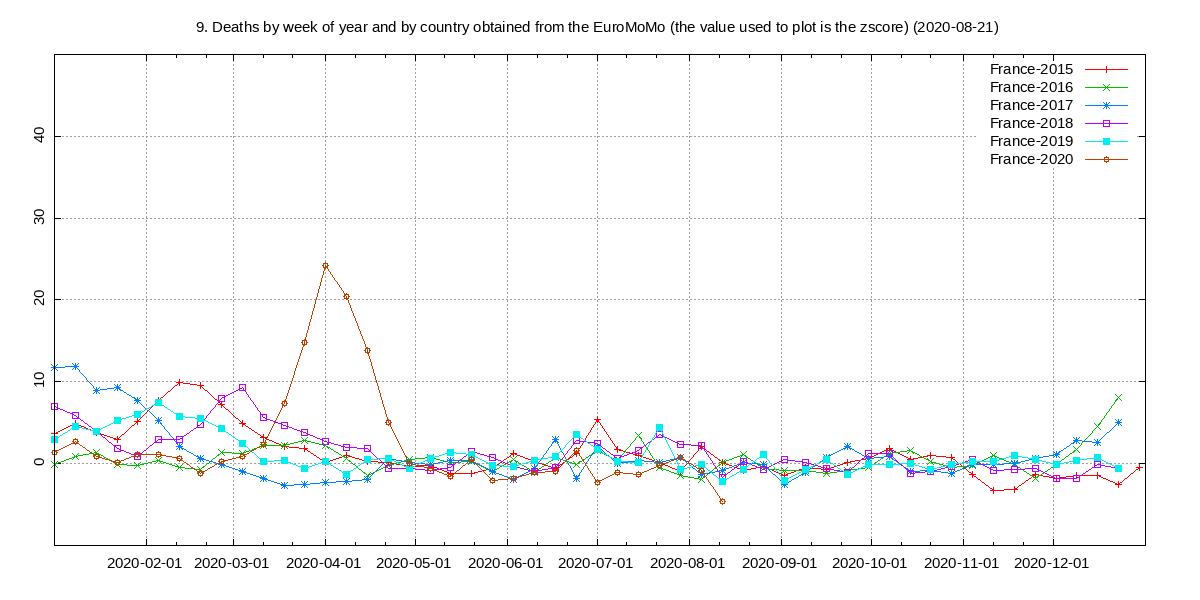 9. Deaths by week of year and by country obtained from the EuroMoMo (the value used to plot is the zscore) (2020-08-21)
France-2015
France-2016
France-2017
France-2018
France-2019
France-2020
40
30
20
10
0
2020-02-01 2020-03-01 2020-04-01 2020-05-01 2020-06-01 2020-07-01 2020-08-01 2020-09-01 2020-10-01 2020-11-01 2020-12-01